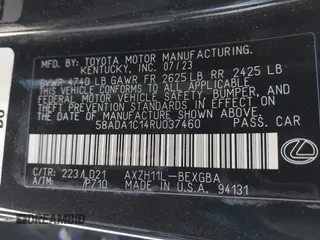 MFD. BY: TOYOTA MOTOR MANUFACTURING,
KENTUCKY, INC. 07/23
GVWR 4740 LB GAWR FR 2625 LB RR 2425 LB
THIS VEHICLE CONFORMS TO ALL APPLICABLE
FEDERAL MOTOR VEHICLE SAFETY, BUMPER, AND
THEFT PREVENTION STANDARDS IN EFFECT ON
THE DATE OF MANUFACTURE SHOWN ABOVE.
58ADA1C14RU037460
C/TR: 223/LD21 AXZH11L-BEXGBA
A/TM: /P710 MADE IN U.S.A. 94131
LEXUS